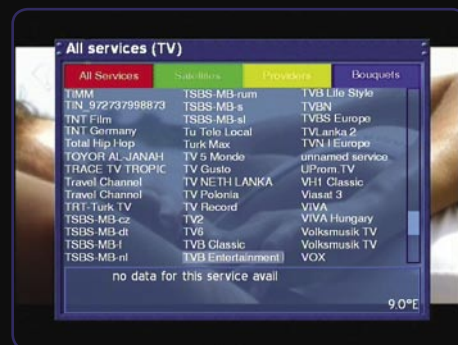 All services (TV)
All Services Satellites Providers Bouquets
TIMM
TIN_972737998873
TNT Film
TNT Germany
Total Hip Hop
TOYOR AL-JANAH
TRACE TV TROPIC
Travel Channel
Travel Channel
TRT-Turk TV
TSBS-MB-cz
TSBS-MB-dt
TSBS-MB-f
TSBS-MB-nl
TSBS-MB-rum
TSBS-MB-s
TSBS-MB-sl
Tu Tele Local
Turk Max
TV 5 Monde
TV Gusto
TV NETH LANKA
TV Polonia
TV Record
TV2
TV6
TVB Classic
TVB Entertainment
TVB Life Style
TVBN
TVBS Europe
TVLanka 2
TVN I Europe
unnamed service
UProm.TV
VH1 Classic
Viasat 3
VIVA
VIVA Hungary
Volksmusik TV
Volksmusik TV
VOX
no data for this service avail
9.0°E